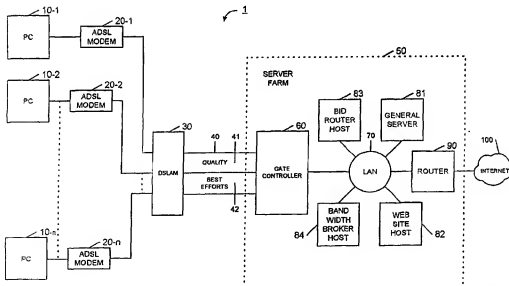 1
10-1
PC
20-1
ADSL
MODEM
10-2
PC
20-2
ADSL
MODEM
10-n
PC
20-n
ADSL
MODEM
30
DSLAM
40
41
QUALITY
BEST
EFFORTS
42
50
SERVER
FARM
60
GATE
CONTROLLER
83
BID
ROUTER
HOST
81
GENERAL
SERVER
70
LAN
90
ROUTER
100
INTERNET
BAND
WIDTH
BROKER
HOST
84
WEB
SITE
HOST
82